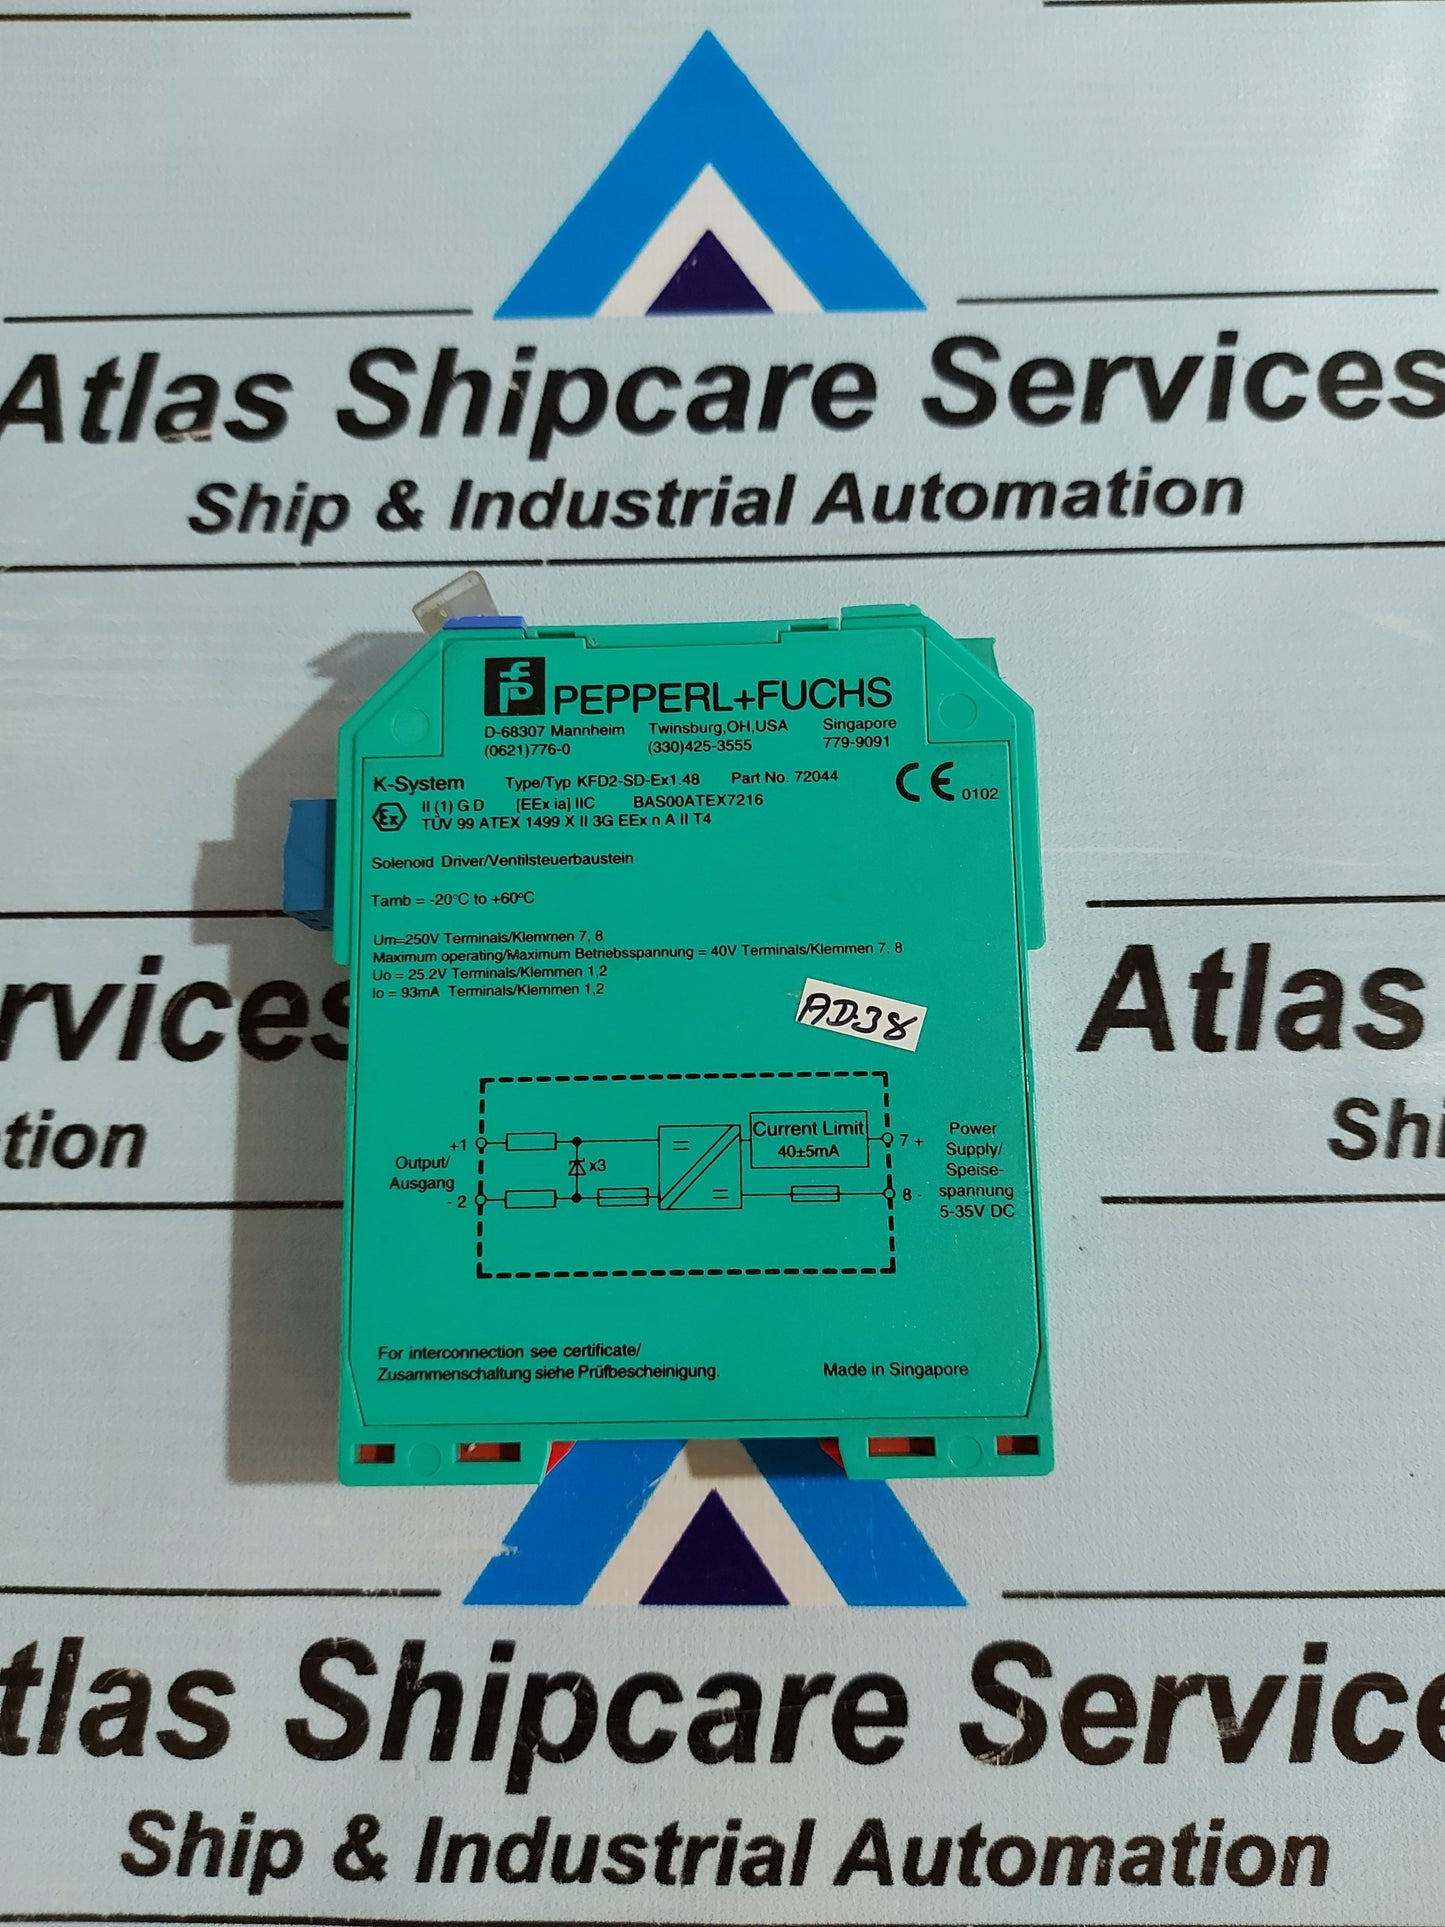 Atlas Shipcare Services
Ship & Industrial Automation
PEPPERL+FUCHS
D-68307 Mannheim Twinsburg,OH,USA Singapore
(0621)776-0 (330)425-3555 779-9091
K-System Type/Typ KFD2-SD-Ex1.48 Part No. 72044
CE 0102
Ex II (1) G D [EEx ia] IIC BAS00ATEX7216
TÜV 99 ATEX 1499 X II 3G EEx n A II T4
Solenoid Driver/Ventilsteuerbaustein
Tamb = -20°C to +60°C
Um=250V Terminals/Klemmen 7, 8
Maximum operating/Maximum Betriebsspannung = 40V Terminals/Klemmen 7, 8
Uo = 25.2V Terminals/Klemmen 1,2
Io = 93mA Terminals/Klemmen 1,2
AD38
rvices
tion
Atlas
Shi
Output/
Ausgang
+1
- 2
x3
Current Limit
40±5mA
7 +
8 -
Power
Supply/
Speise-
spannung
5-35V DC
For interconnection see certificate/
Zusammenschaltung siehe Prüfbescheinigung.
Made in Singapore
tlas Shipcare Service
Ship & Industrial Automation